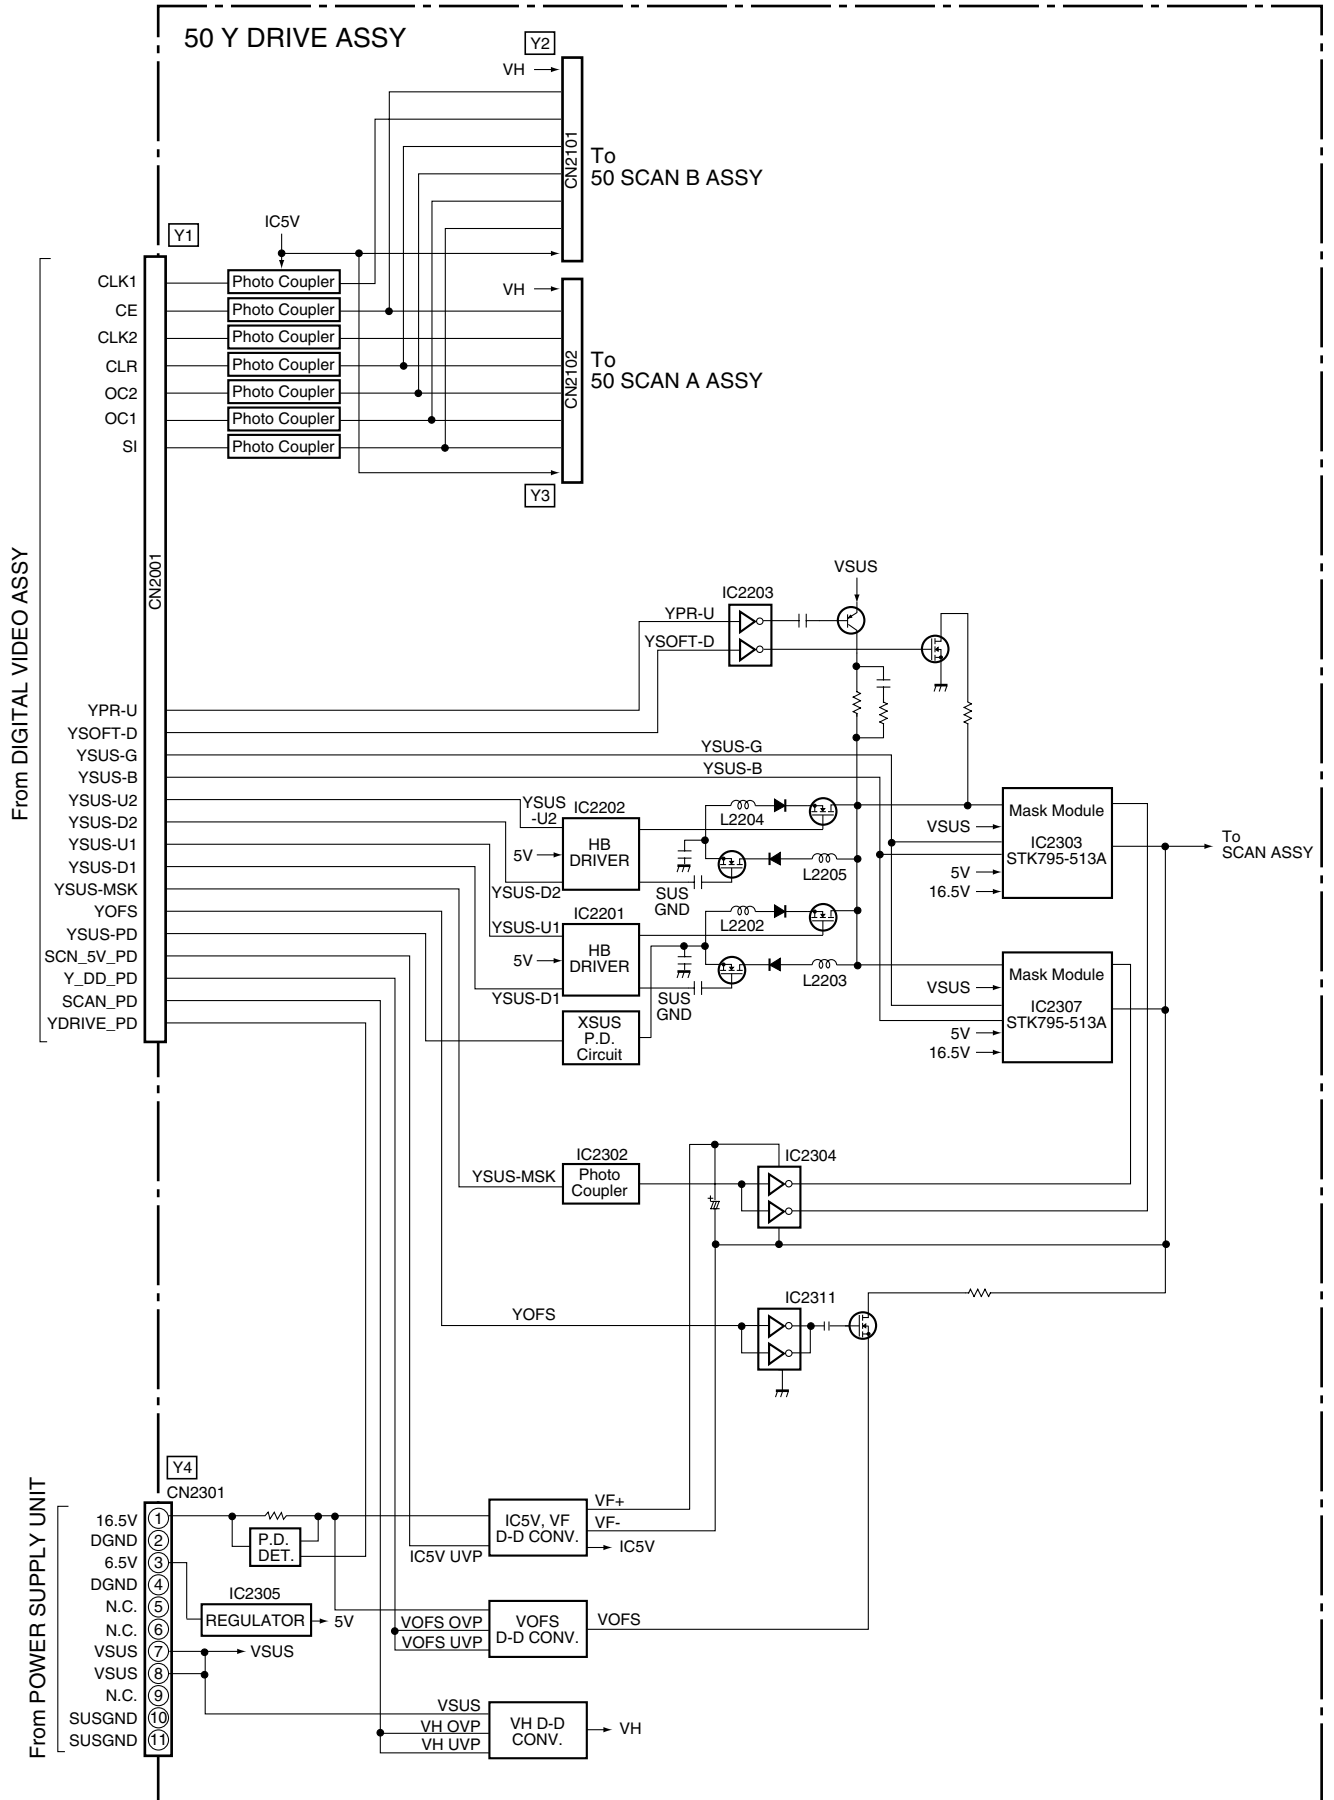 50 Y DRIVE ASSY
Y2
VH
CN2101
To
50 SCAN B ASSY
IC5V
Y1
CLK1
Photo Coupler
CE
Photo Coupler
CLK2
Photo Coupler
CLR
Photo Coupler
OC2
Photo Coupler
OC1
Photo Coupler
SI
Photo Coupler
VH
CN2102
To
50 SCAN A ASSY
Y3
From DIGITAL VIDEO ASSY
CN2001
VSUS
IC2203
YPR-U
YSOFT-D
YPR-U
YSOFT-D
YSUS-G
YSUS-B
YSUS-U2
YSUS-D2
YSUS-U1
YSUS-D1
YSUS-MSK
YOFS
YSUS-PD
SCN_5V_PD
Y_DD_PD
SCAN_PD
YDRIVE_PD
YSUS-G
YSUS-B
YSUS
-U2
IC2202
HB
DRIVER
5V
YSUS-D2
L2204
L2205
SUS
GND
YSUS-U1
IC2201
HB
DRIVER
5V
YSUS-D1
L2202
L2203
SUS
GND
XSUS
P.D.
Circuit
Mask Module
IC2303
STK795-513A
VSUS
5V
16.5V
To
SCAN ASSY
Mask Module
IC2307
STK795-513A
VSUS
5V
16.5V
YSUS-MSK
IC2302
Photo
Coupler
+
IC2304
YOFS
IC2311
From POWER SUPPLY UNIT
Y4
CN2301
16.5V 1
DGND 2
6.5V 3
DGND 4
N.C. 5
N.C. 6
VSUS 7
VSUS 8
N.C. 9
SUSGND 10
SUSGND 11
P.D.
DET.
IC2305
REGULATOR
5V
VSUS
IC5V UVP
IC5V, VF
D-D CONV.
VF+
VF-
IC5V
VOFS OVP
VOFS UVP
VOFS
D-D CONV.
VOFS
VSUS
VH OVP
VH UVP
VH D-D
CONV.
VH